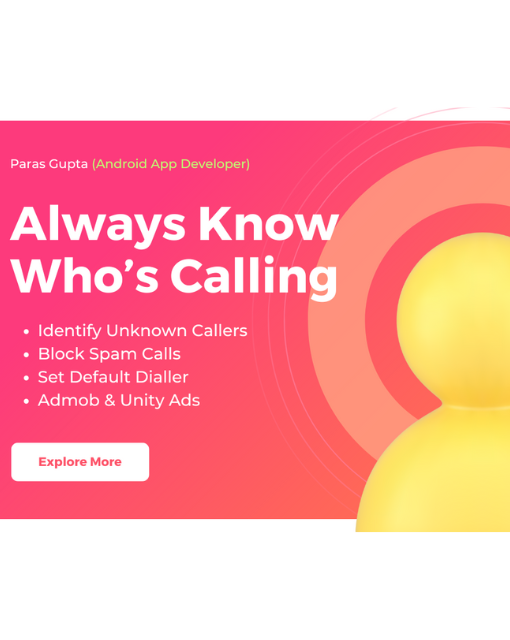 Paras Gupta (Android App Developer)
Always Know
Who's Calling
• Identify Unknown Callers
• Block Spam Calls
• Set Default Dialler
• Admob & Unity Ads
Explore More